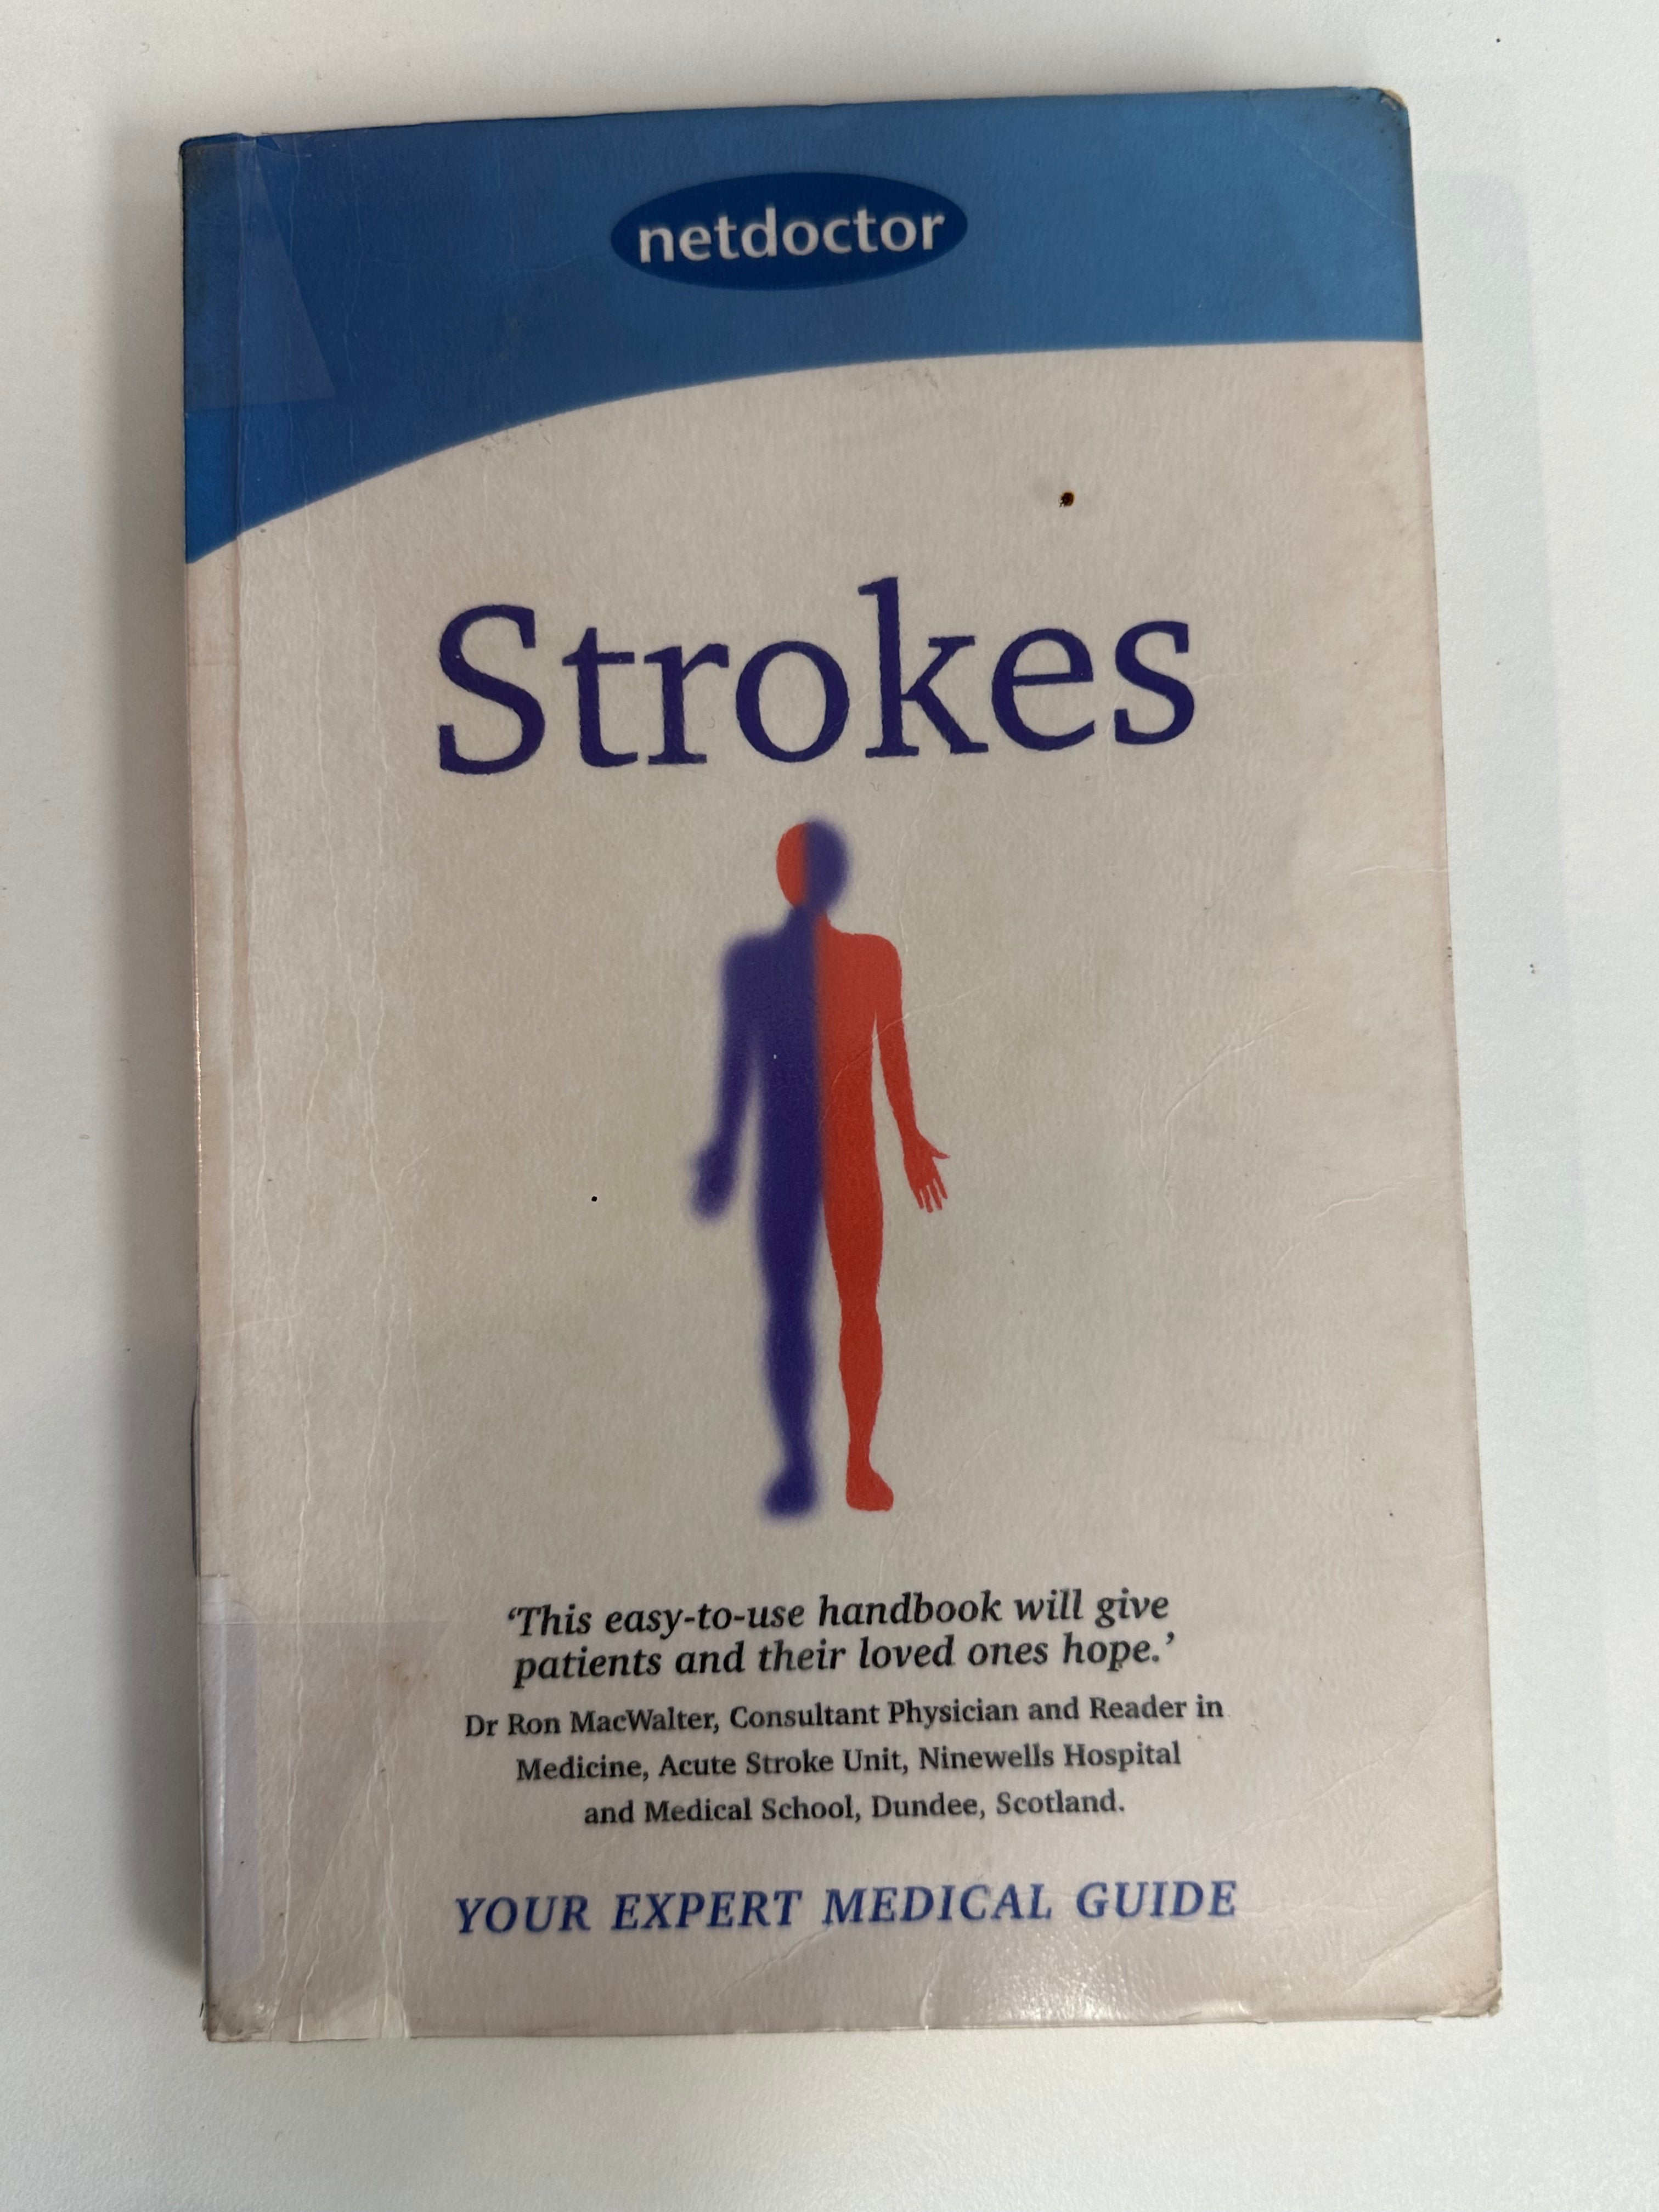 netdoctor
Strokes
‘This easy-to-use handbook will give
patients and their loved ones hope.’
Dr Ron MacWalter, Consultant Physician and Reader in
Medicine, Acute Stroke Unit, Ninewells Hospital
and Medical School, Dundee, Scotland.
YOUR EXPERT MEDICAL GUIDE